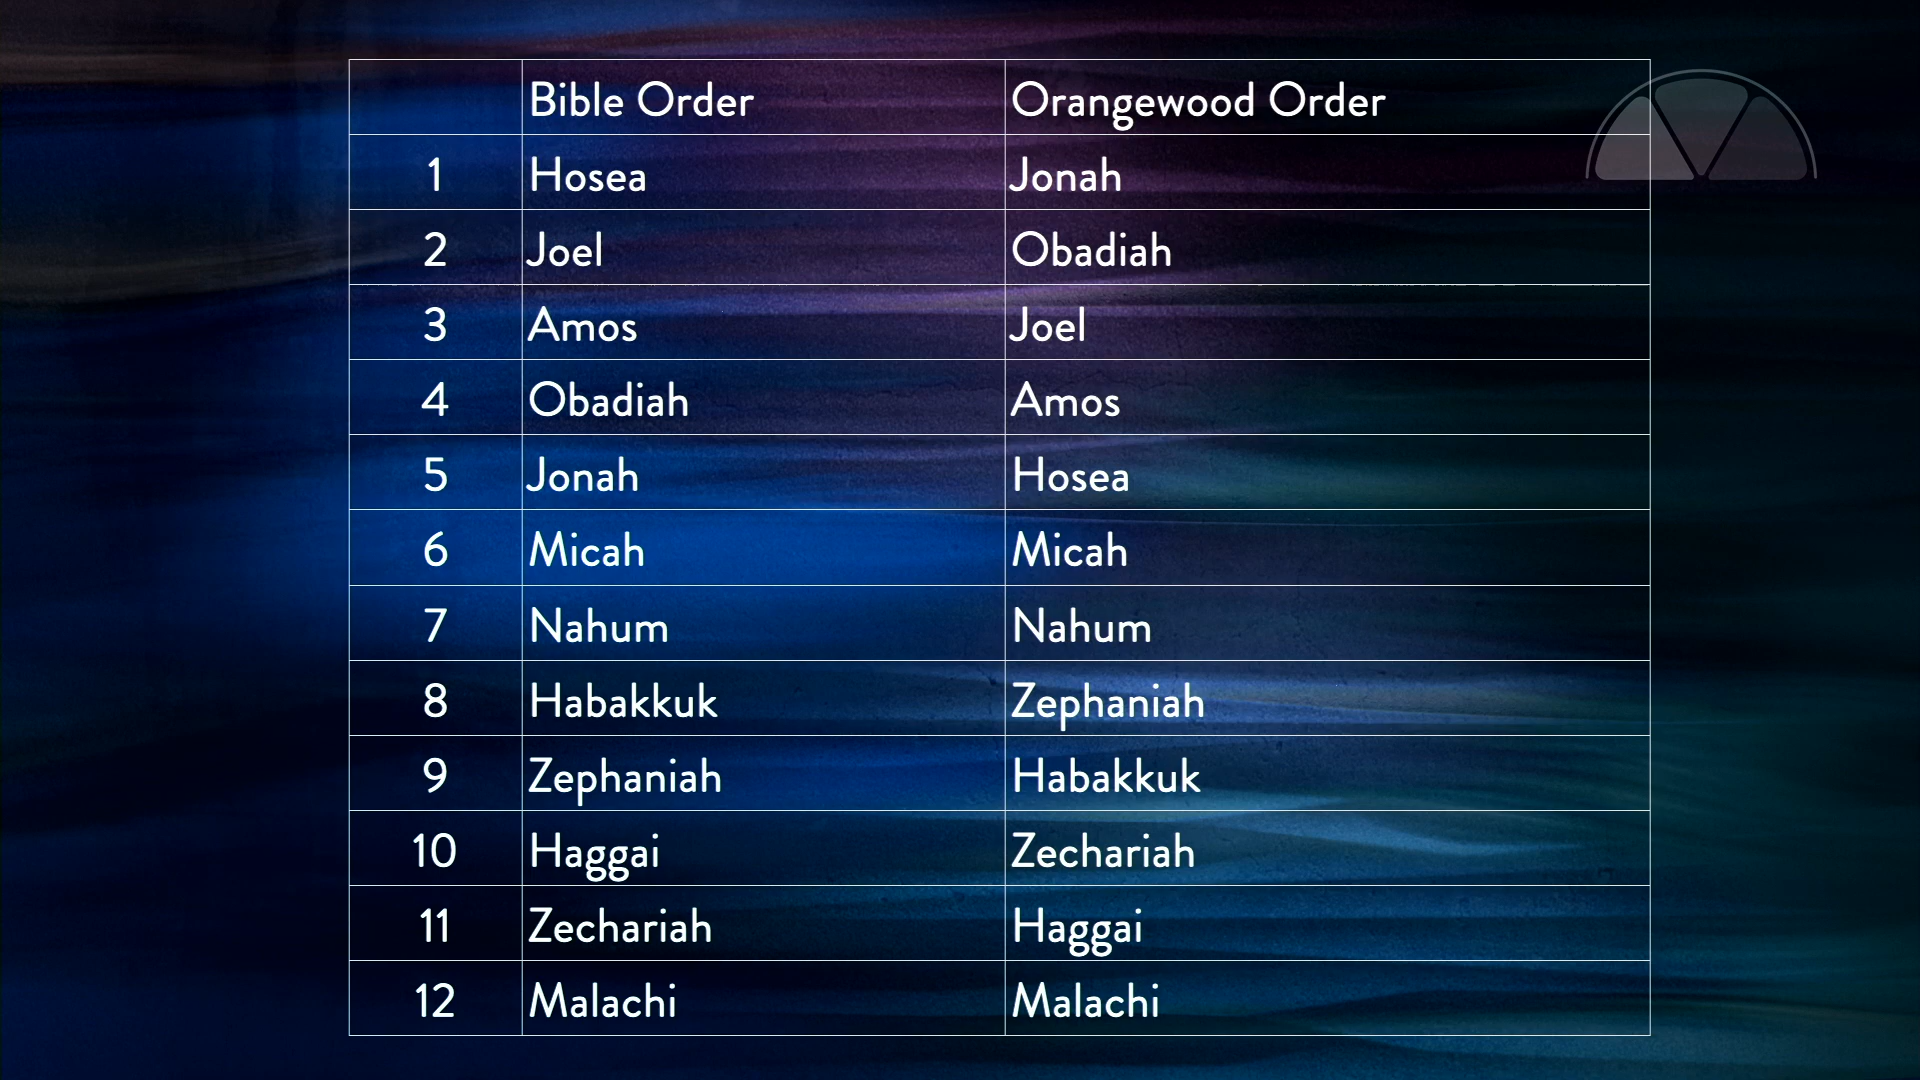 Bible Order Orangewood Order
1 Hosea Jonah
2 Joel Obadiah
3 Amos Joel
4 Obadiah Amos
5 Jonah Hosea
6 Micah Micah
7 Nahum Nahum
8 Habakkuk Zephaniah
9 Zephaniah Habakkuk
10 Haggai Zechariah
11 Zechariah Haggai
12 Malachi Malachi